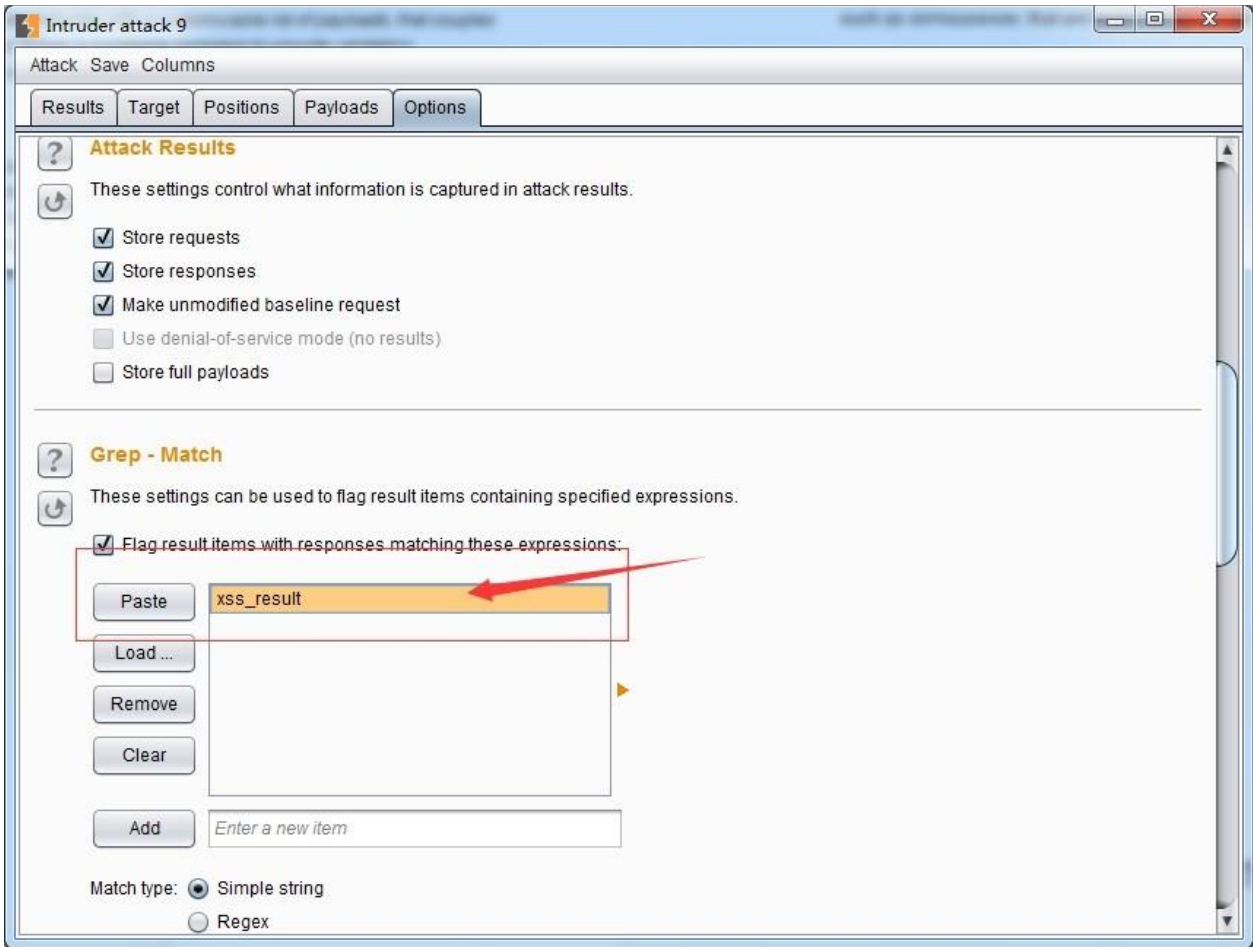 Intruder attack 9
Attack Save Columns
Results Target Positions Payloads Options
? Attack Results
These settings control what information is captured in attack results.
Store requests
Store responses
Make unmodified baseline request
Use denial-of-service mode (no results)
Store full payloads
? Grep - Match
These settings can be used to flag result items containing specified expressions.
Flag result items with responses matching these expressions:
Paste xss_result
Load ...
Remove
Clear
Add Enter a new item
Match type: Simple string
Regex